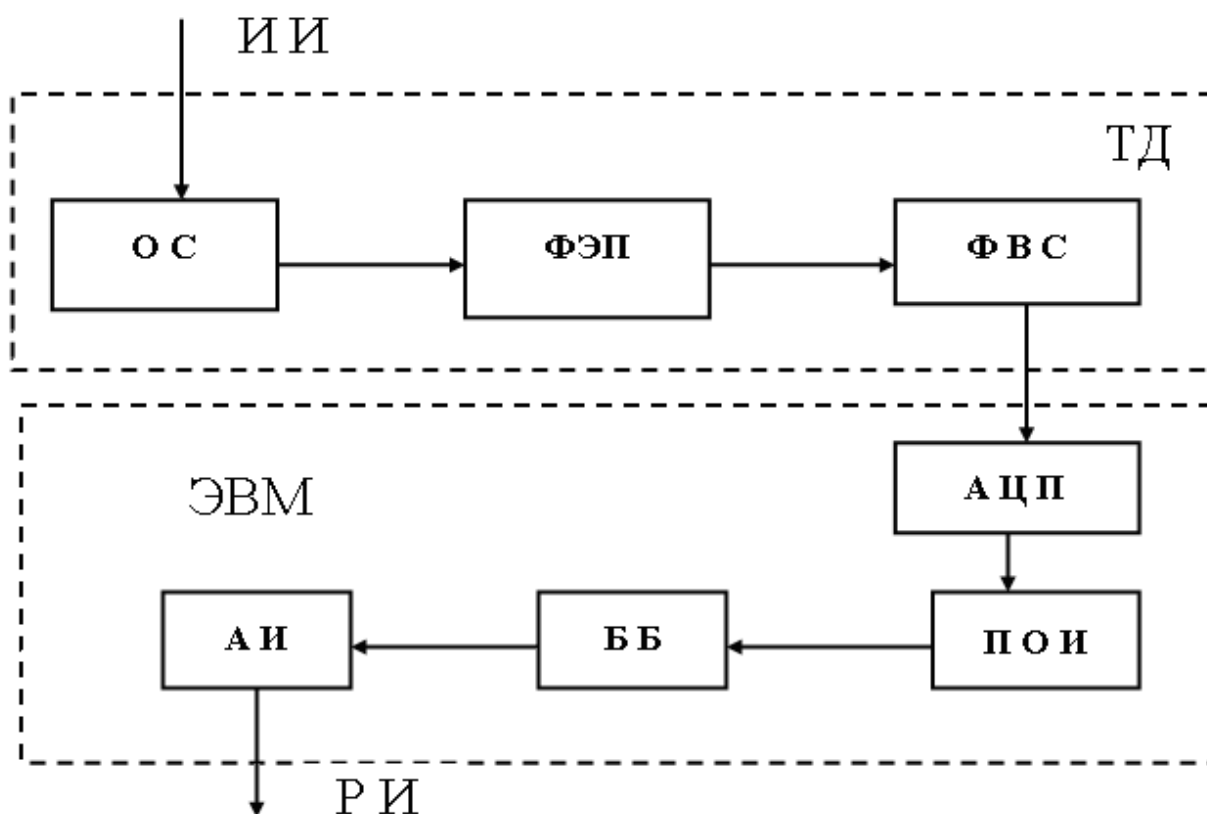 И И
ТД
О С
ФЭП
Ф В С
А Ц П
ЭВМ
А И
Б Б
П О И
Р И